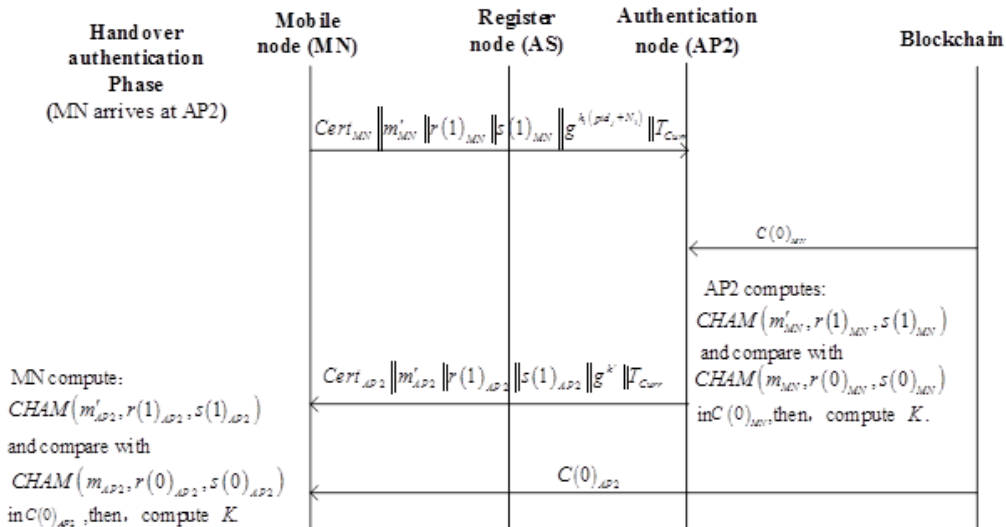 Handover
authentication
Phase
(MN arrives at AP2)
Mobile
node (MN)
Register
node (AS)
Authentication
node (AP2)
Blockchain
Cert_MN ‖m'_MN ‖r(1)_MN ‖s(1)_MN ‖g^{k_i(pid_j+N_1)} ‖T_Curr
C(0)_MN
AP2 computes:
CHAM(m'_MN, r(1)_MN, s(1)_MN)
and compare with
CHAM(m_MN, r(0)_MN, s(0)_MN)
in C(0)_MN, then, compute K.
Cert_AP2 ‖m'_AP2 ‖r(1)_AP2 ‖s(1)_AP2 ‖g^{k'} ‖T_Curr
MN compute:
CHAM(m'_AP2, r(1)_AP2, s(1)_AP2)
and compare with
CHAM(m_AP2, r(0)_AP2, s(0)_AP2)
in C(0)_AP2 ,then, compute K
C(0)_AP2